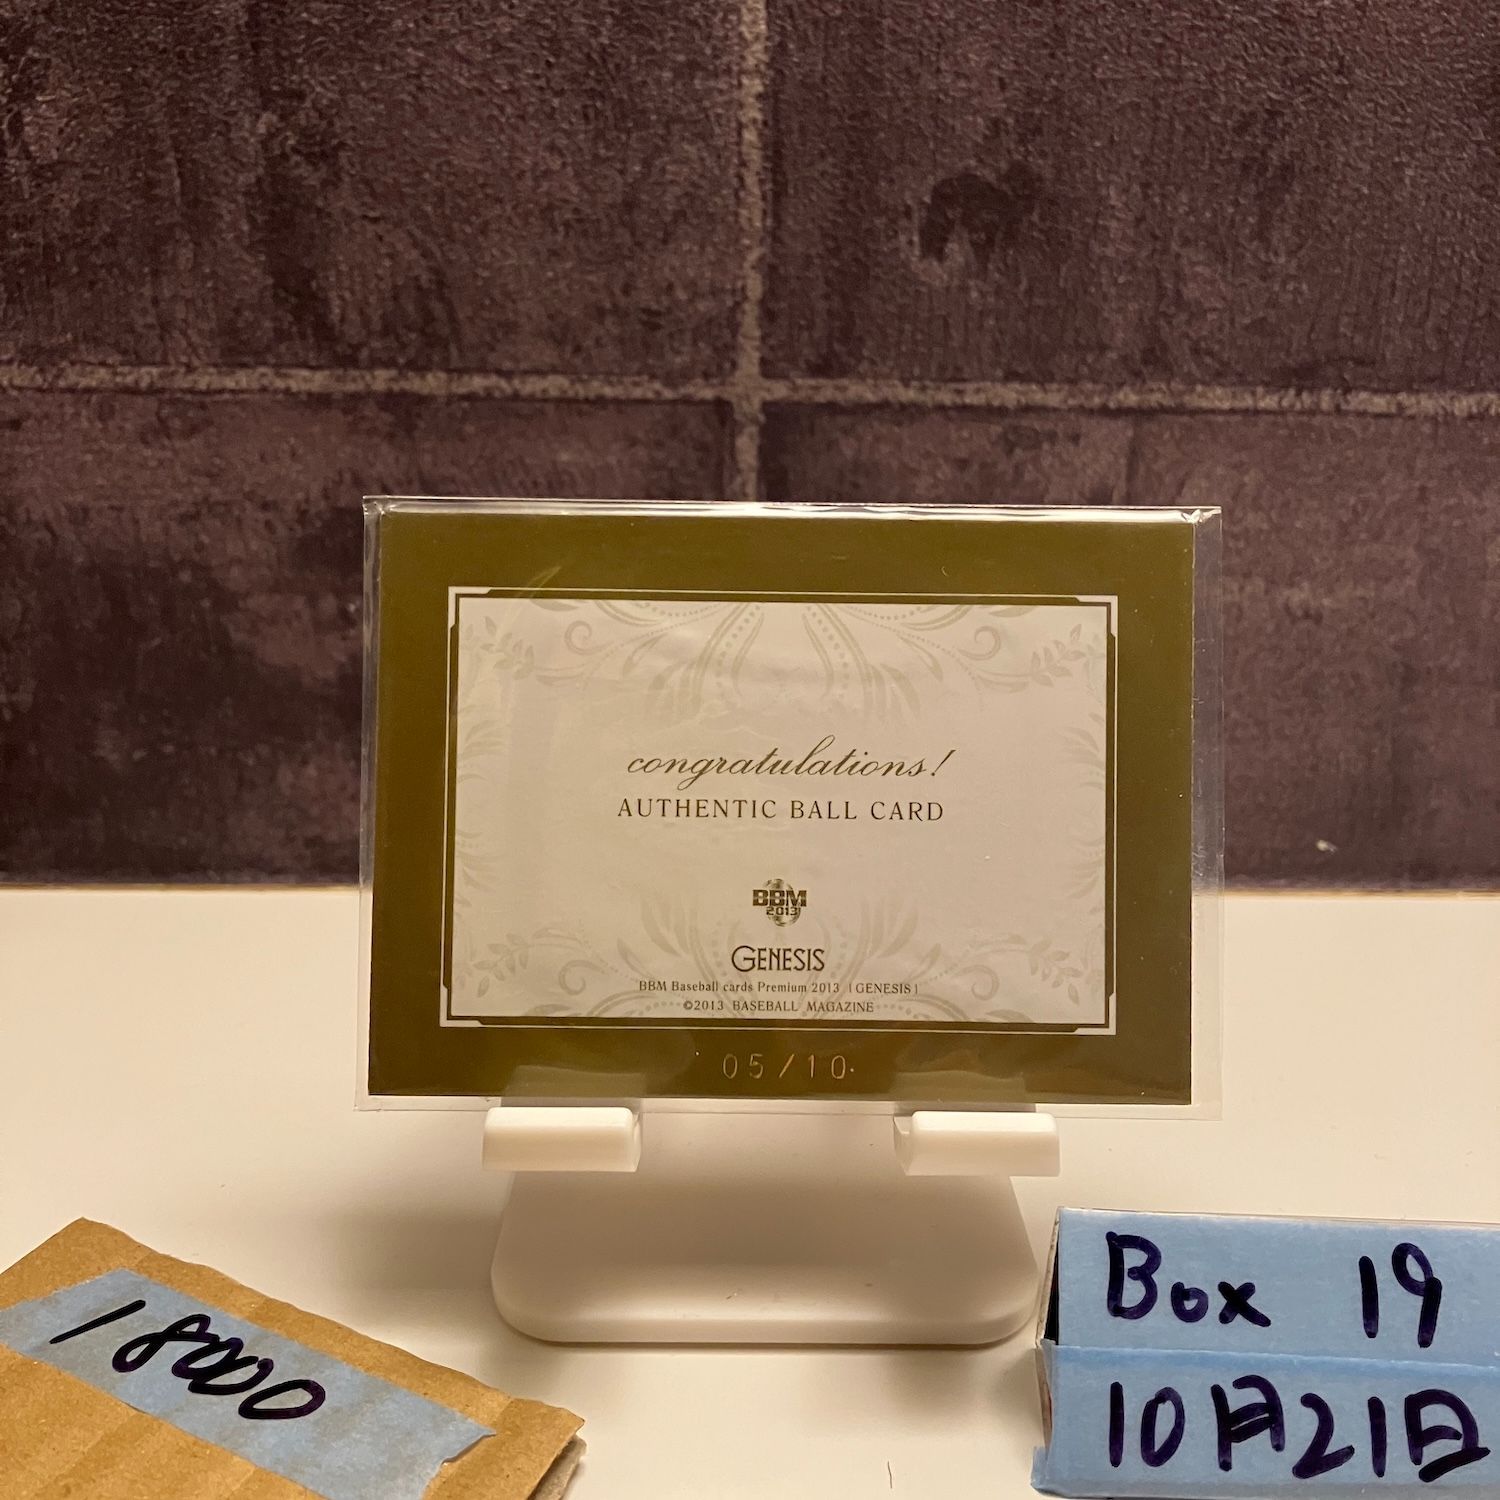 congratulations!
AUTHENTIC BALL CARD
BBM
2013
GENESIS
BBM Baseball cards Premium 2013 [GENESIS]
©2013 BASEBALL MAGAZINE
05/10
18000
Box 19
10月21日